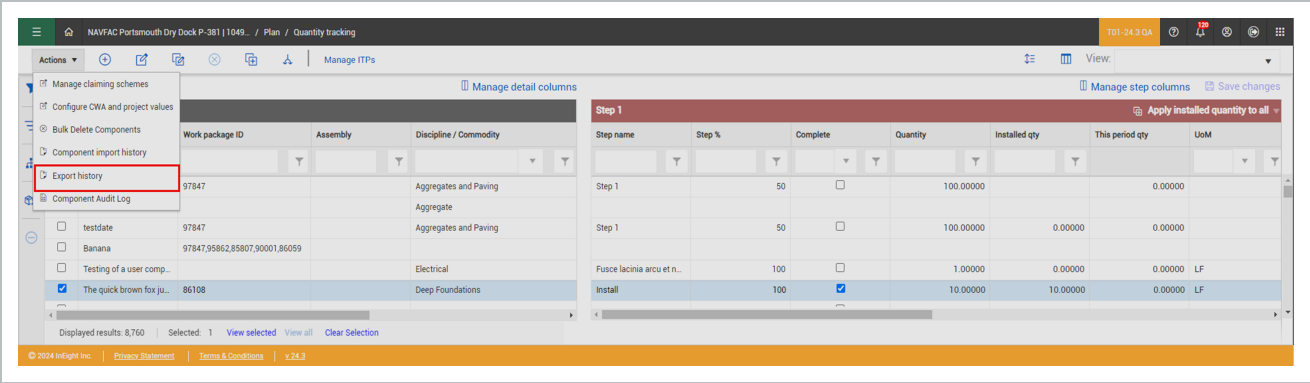 NAVFAC Portsmouth Dry Dock P-381 | 1049... / Plan / Quantity tracking
T01-24.3 QA
120
Actions
Manage ITPs
View:
Manage claiming schemes
Configure CWA and project values
Bulk Delete Components
Component import history
Export history
Component Audit Log
Manage detail columns
Manage step columns
Save changes
Step 1
Apply installed quantity to all
Work package ID Assembly Discipline / Commodity Step name Step % Complete Quantity Installed qty This period qty UoM
97847 Aggregates and Paving Step 1 50 100.00000 0.00000
Aggregate
testdate 97847 Aggregates and Paving Step 1 50 100.00000 0.00000 0.00000
Banana 97847,95862,85807,90001,86059
Testing of a user comp... Electrical Fusce lacinia arcu et n... 100 1.00000 0.00000 0.00000 LF
The quick brown fox ju... 86108 Deep Foundations Install 100 10.00000 10.00000 0.00000 LF
Displayed results: 8,760 | Selected: 1 View selected View all Clear Selection
© 2024 InEight Inc. | Privacy Statement | Terms & Conditions | v 24.3